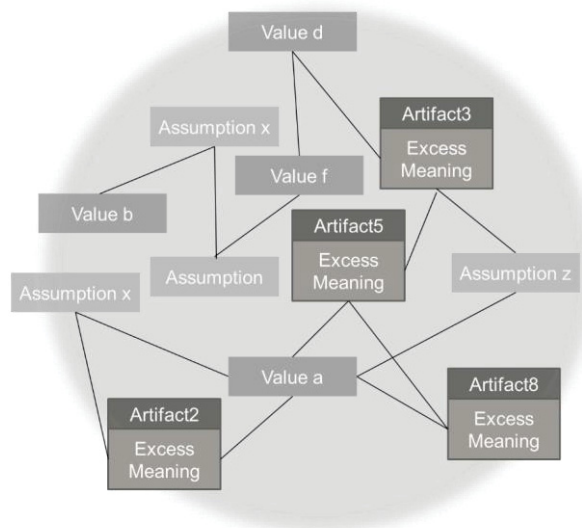 Value d
Artifact3
Assumption x
Excess
Meaning
Value f
Value b
Artifact5
Assumption
Excess
Meaning
Assumption z
Assumption x
Value a
Artifact8
Artifact2
Excess
Meaning
Excess
Meaning